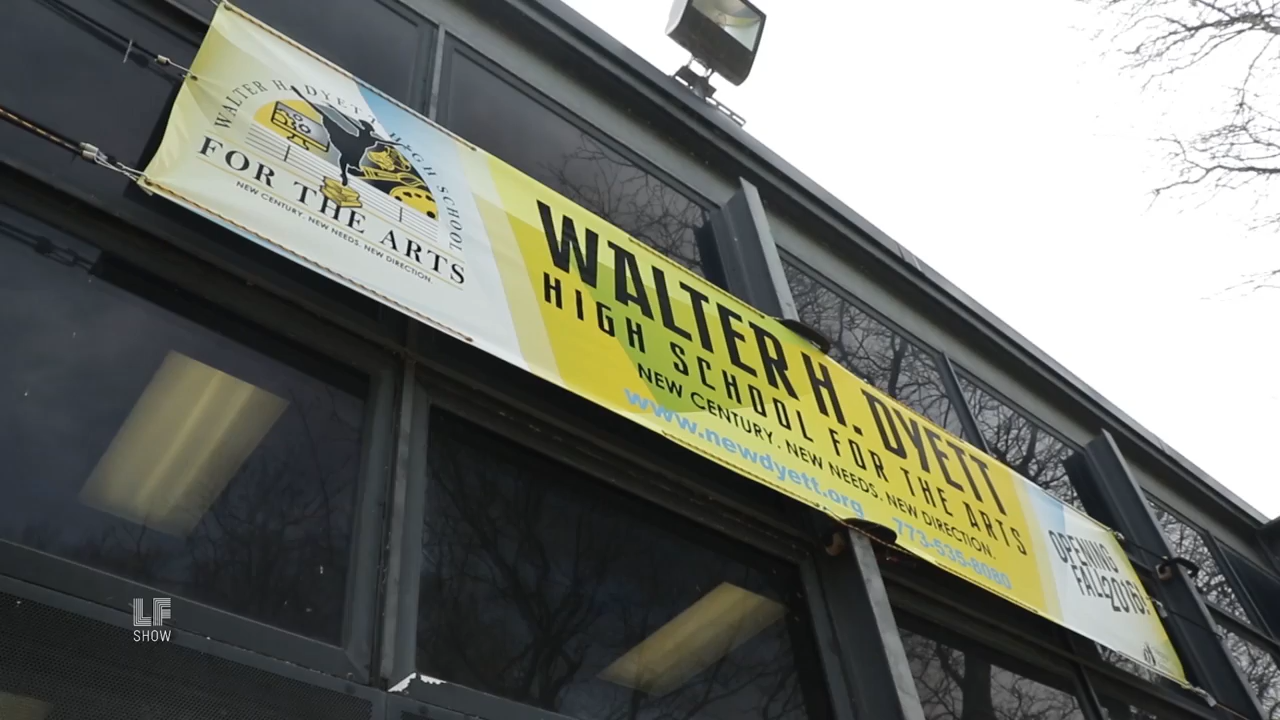 WALTER H. DYETT HIGH SCHOOL
FOR THE ARTS
NEW CENTURY. NEW NEEDS. NEW DIRECTION.
WALTER H. DYETT
HIGH SCHOOL FOR THE ARTS
NEW CENTURY. NEW NEEDS. NEW DIRECTION.
www.newdyett.org 773-535-8080
OPENING
FALL 2016!
LF
SHOW